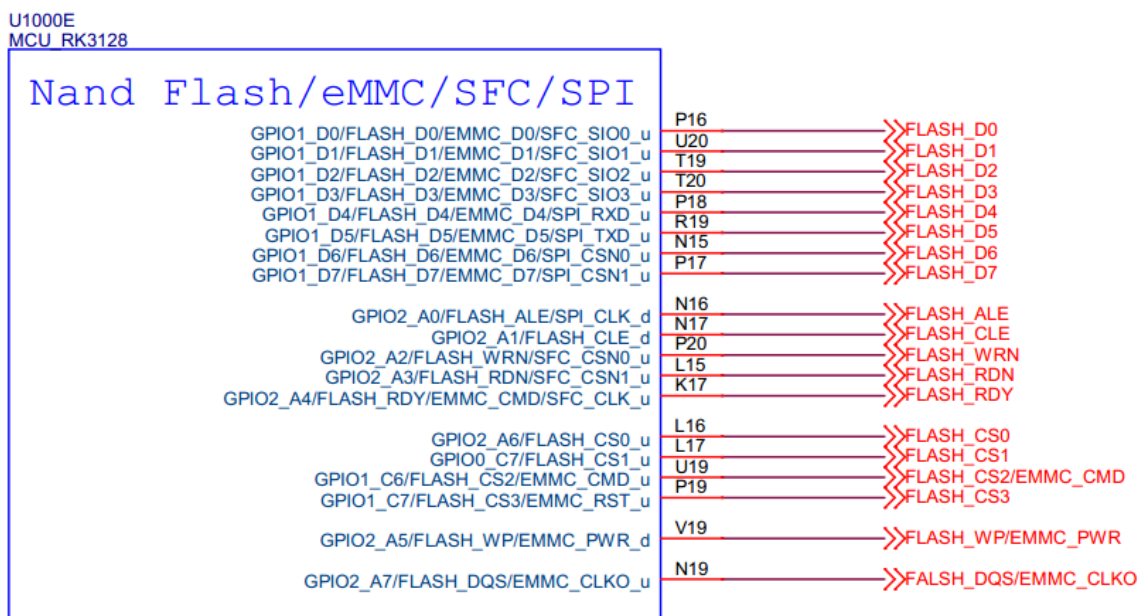 U1000E
MCU_RK3128
Nand Flash/eMMC/SFC/SPI
GPIO1_D0/FLASH_D0/EMMC_D0/SFC_SIO0_u P16 FLASH_D0
GPIO1_D1/FLASH_D1/EMMC_D1/SFC_SIO1_u U20 FLASH_D1
GPIO1_D2/FLASH_D2/EMMC_D2/SFC_SIO2_u T19 FLASH_D2
GPIO1_D3/FLASH_D3/EMMC_D3/SFC_SIO3_u T20 FLASH_D3
GPIO1_D4/FLASH_D4/EMMC_D4/SPI_RXD_u P18 FLASH_D4
GPIO1_D5/FLASH_D5/EMMC_D5/SPI_TXD_u R19 FLASH_D5
GPIO1_D6/FLASH_D6/EMMC_D6/SPI_CSN0_u N15 FLASH_D6
GPIO1_D7/FLASH_D7/EMMC_D7/SPI_CSN1_u P17 FLASH_D7
GPIO2_A0/FLASH_ALE/SPI_CLK_d N16 FLASH_ALE
GPIO2_A1/FLASH_CLE_d N17 FLASH_CLE
GPIO2_A2/FLASH_WRN/SFC_CSN0_u P20 FLASH_WRN
GPIO2_A3/FLASH_RDN/SFC_CSN1_u L15 FLASH_RDN
GPIO2_A4/FLASH_RDY/EMMC_CMD/SFC_CLK_u K17 FLASH_RDY
GPIO2_A6/FLASH_CS0_u L16 FLASH_CS0
GPIO0_C7/FLASH_CS1_u L17 FLASH_CS1
GPIO1_C6/FLASH_CS2/EMMC_CMD_u U19 FLASH_CS2/EMMC_CMD
GPIO1_C7/FLASH_CS3/EMMC_RST_u P19 FLASH_CS3
GPIO2_A5/FLASH_WP/EMMC_PWR_d V19 FLASH_WP/EMMC_PWR
GPIO2_A7/FLASH_DQS/EMMC_CLKO_u N19 FALSH_DQS/EMMC_CLKO